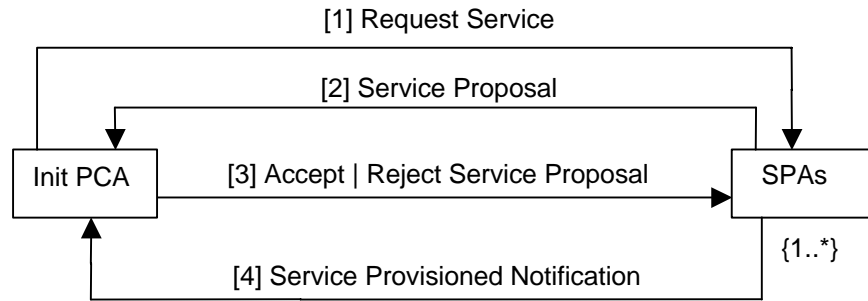 [1] Request Service
[2] Service Proposal
Init PCA
[3] Accept | Reject Service Proposal
SPAs
{1..*}
[4] Service Provisioned Notification